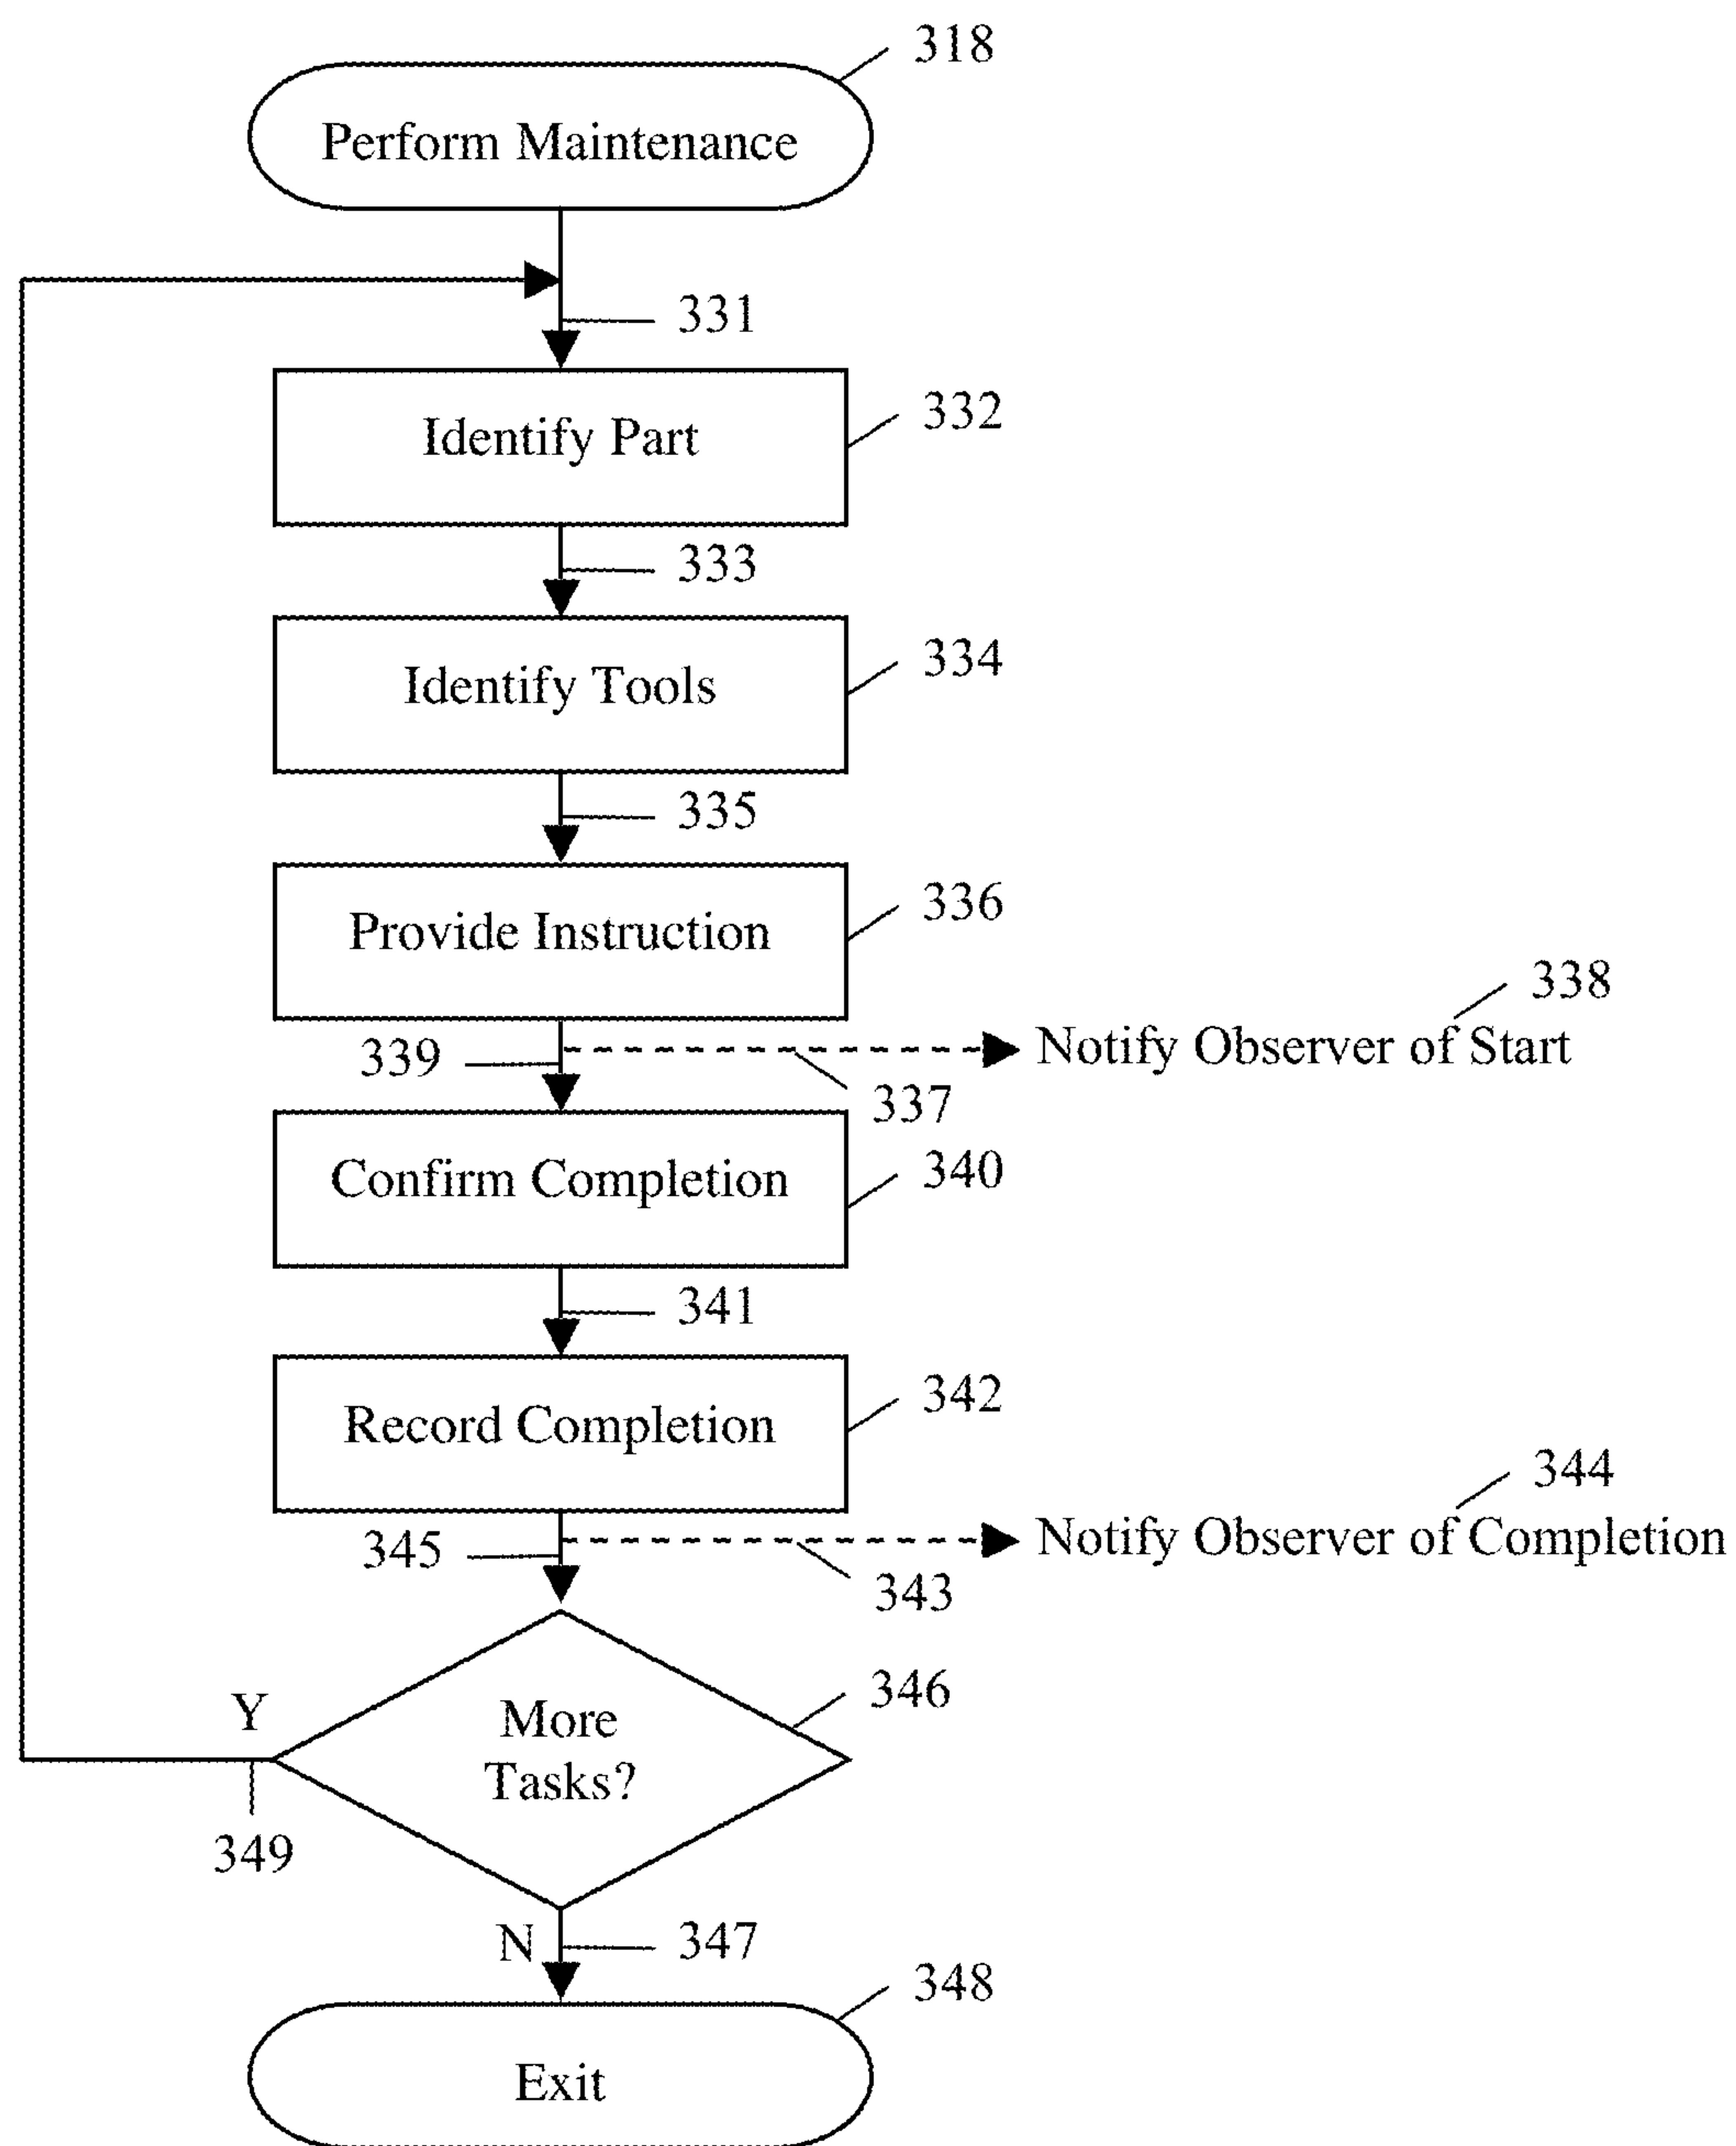 318
Perform Maintenance
331
332
Identify Part
333
334
Identify Tools
335
336
Provide Instruction
338
339
Notify Observer of Start
337
340
Confirm Completion
341
342
Record Completion
344
345
Notify Observer of Completion
343
346
Y
More
Tasks?
349
N
347
348
Exit